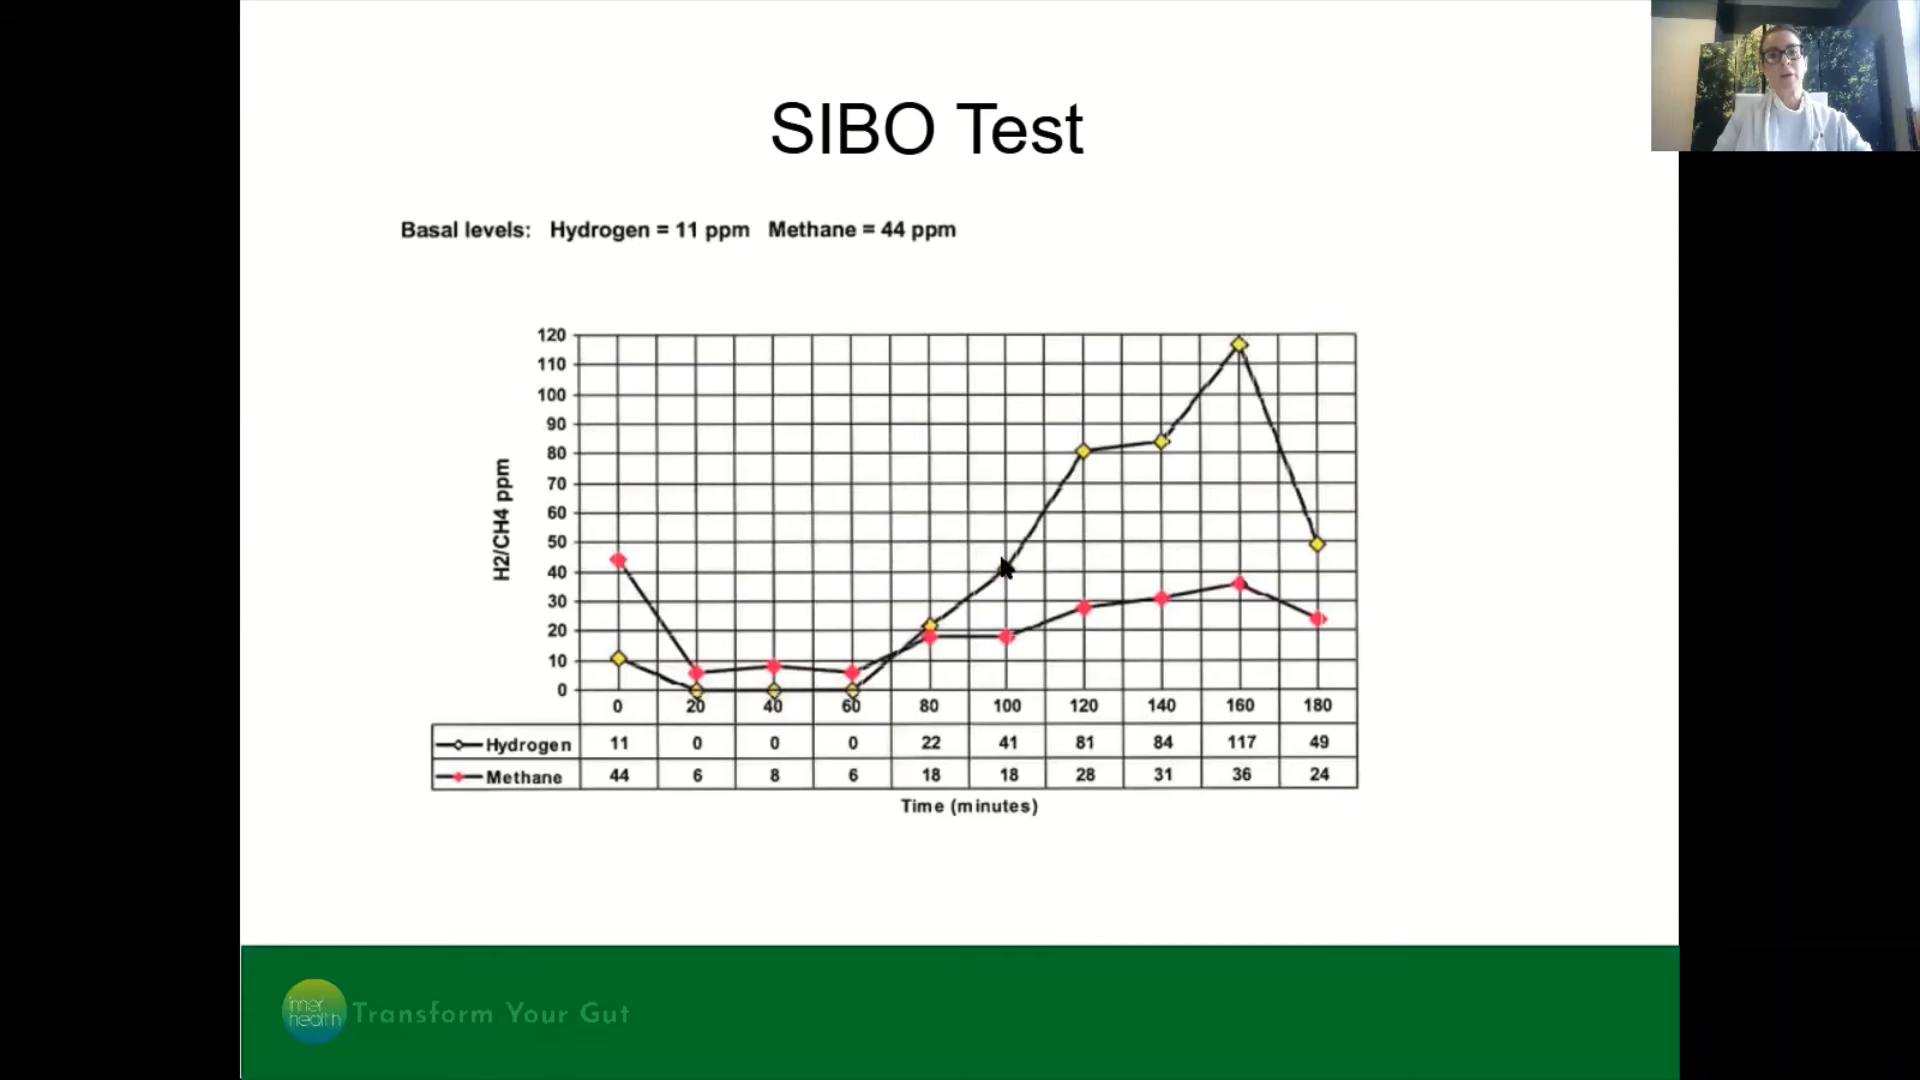 SIBO Test
Basal levels: Hydrogen = 11 ppm Methane = 44 ppm
H2/CH4 ppm
120
110
100
90
80
70
60
50
40
30
20
10
0
0 20 40 60 80 100 120 140 160 180
Hydrogen 11 0 0 0 22 41 81 84 117 49
Methane 44 6 8 6 18 18 28 31 36 24
Time (minutes)
inner
health
Transform Your Gut